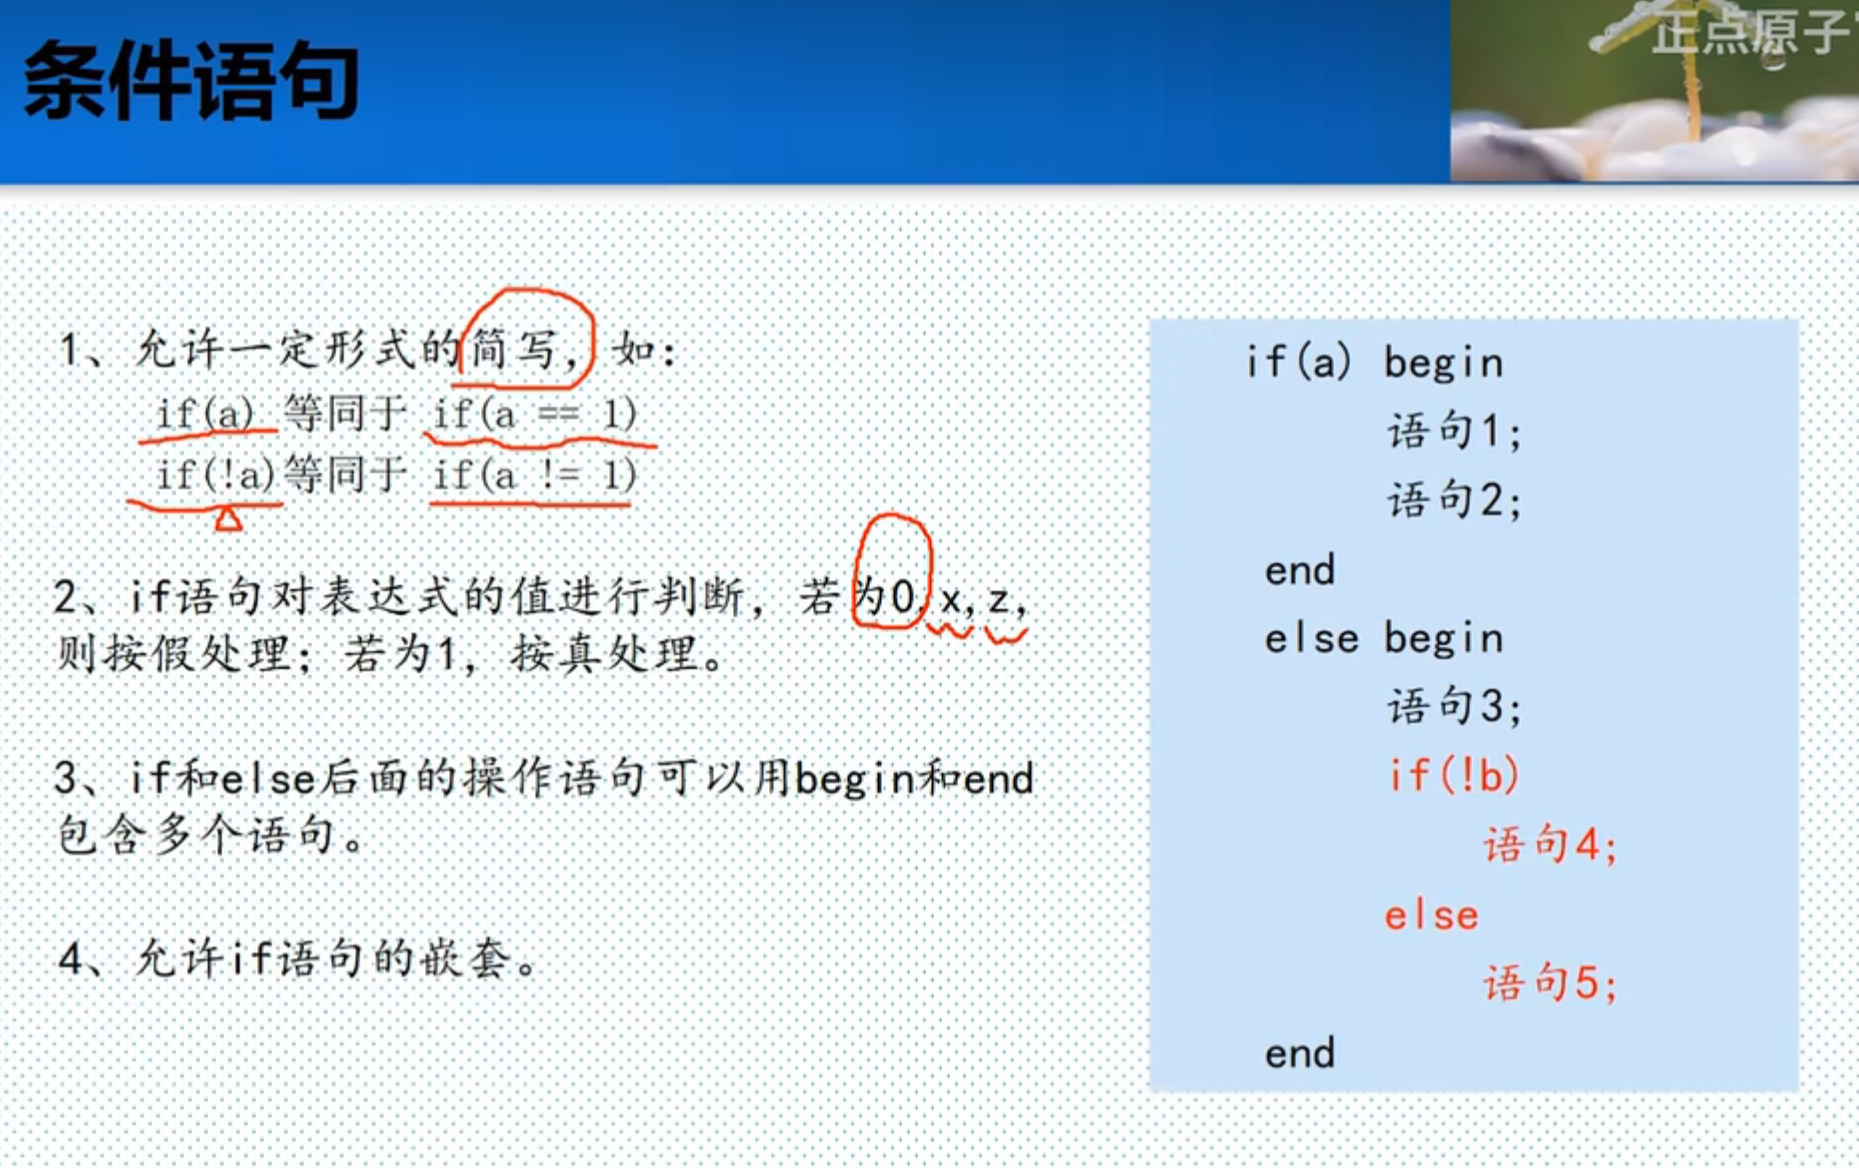 条件语句
正点原子
1、允许一定形式的简写，如：
if(a) 等同于 if(a == 1)
if(!a)等同于 if(a != 1)
2、if语句对表达式的值进行判断，若为0,x,z,
则按假处理；若为1，按真处理。
3、if和else后面的操作语句可以用begin和end
包含多个语句。
4、允许if语句的嵌套。
if(a) begin
语句1;
语句2;
end
else begin
语句3;
if(!b)
语句4;
else
语句5;
end